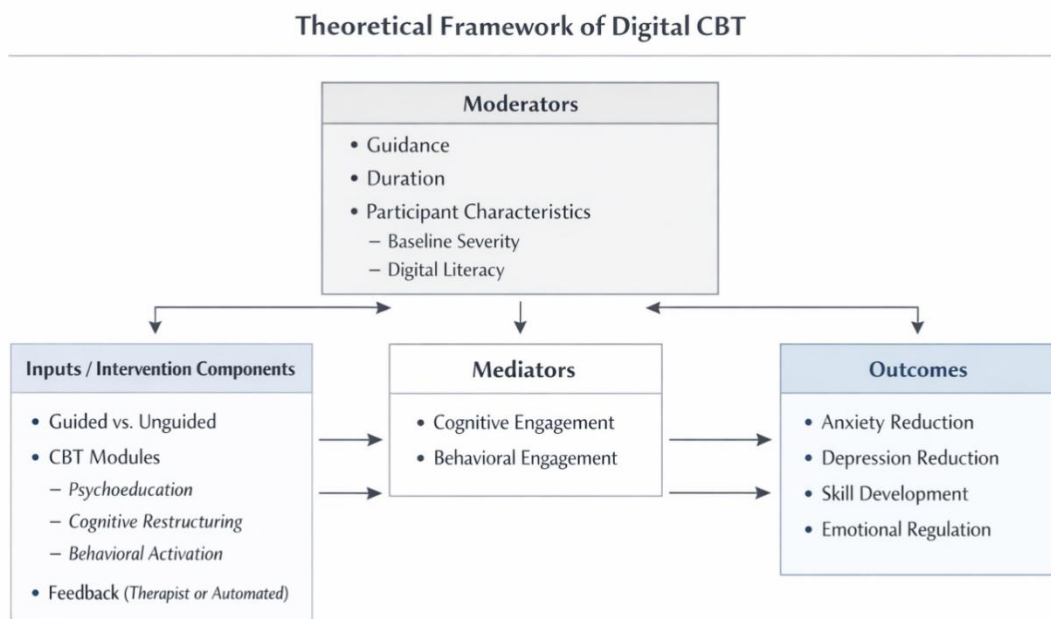 Theoretical Framework of Digital CBT
Moderators
• Guidance
• Duration
• Participant Characteristics
– Baseline Severity
– Digital Literacy
Inputs / Intervention Components
• Guided vs. Unguided
• CBT Modules
– Psychoeducation
– Cognitive Restructuring
– Behavioral Activation
• Feedback (Therapist or Automated)
Mediators
• Cognitive Engagement
• Behavioral Engagement
Outcomes
• Anxiety Reduction
• Depression Reduction
• Skill Development
• Emotional Regulation